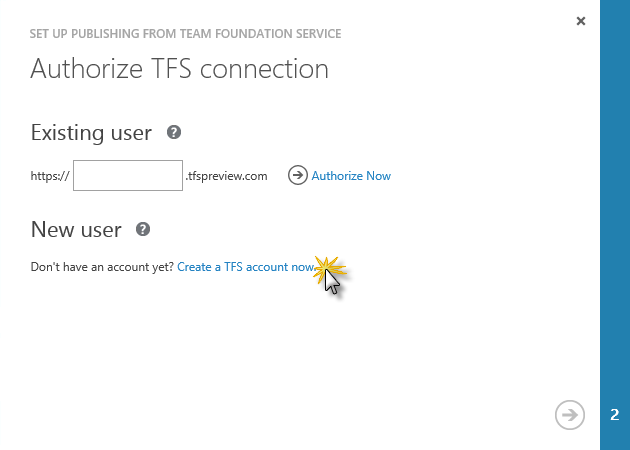 SET UP PUBLISHING FROM TEAM FOUNDATION SERVICE
Authorize TFS connection
Existing user ?
https:// .tfspreview.com Authorize Now
New user ?
Don't have an account yet? Create a TFS account now.
2